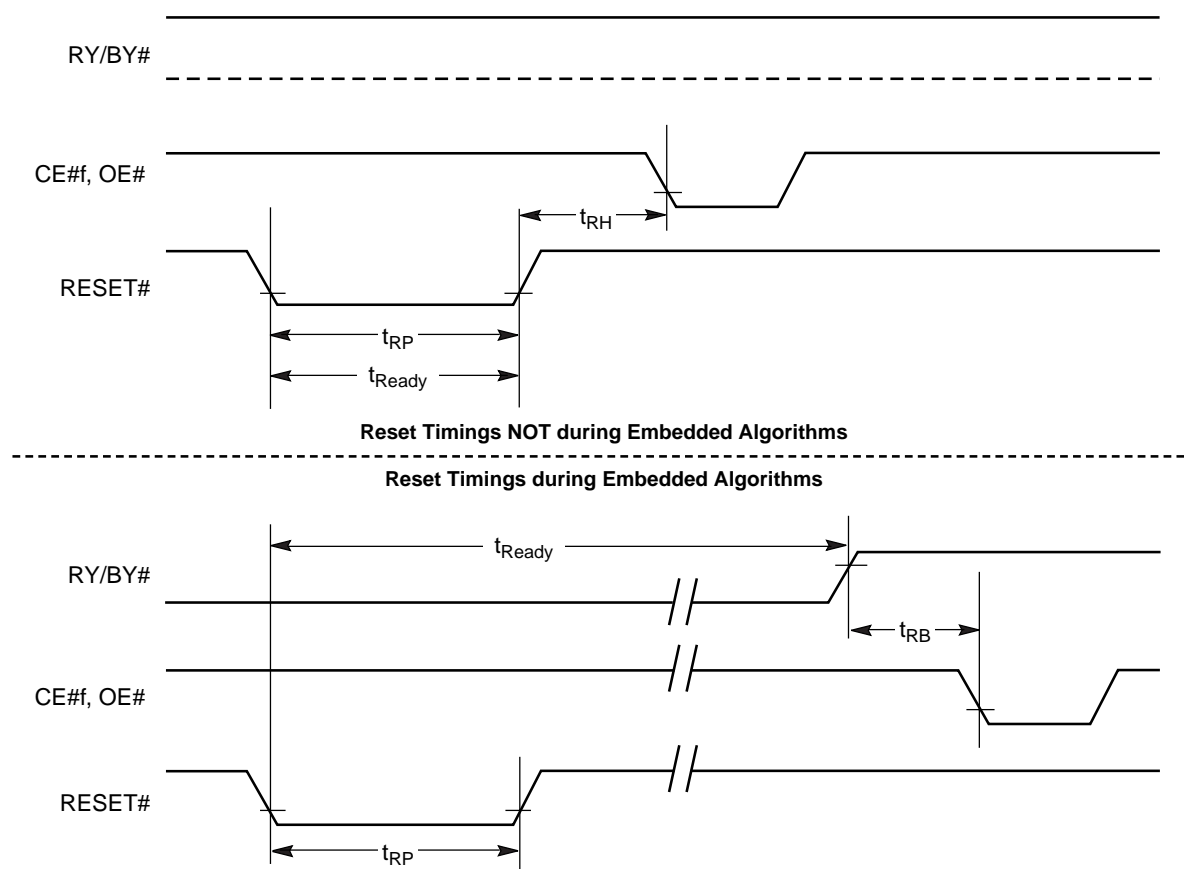 RY/BY#
CE#f, OE#
tRH
RESET#
tRP
tReady
Reset Timings NOT during Embedded Algorithms
Reset Timings during Embedded Algorithms
tReady
RY/BY#
tRB
CE#f, OE#
RESET#
tRP